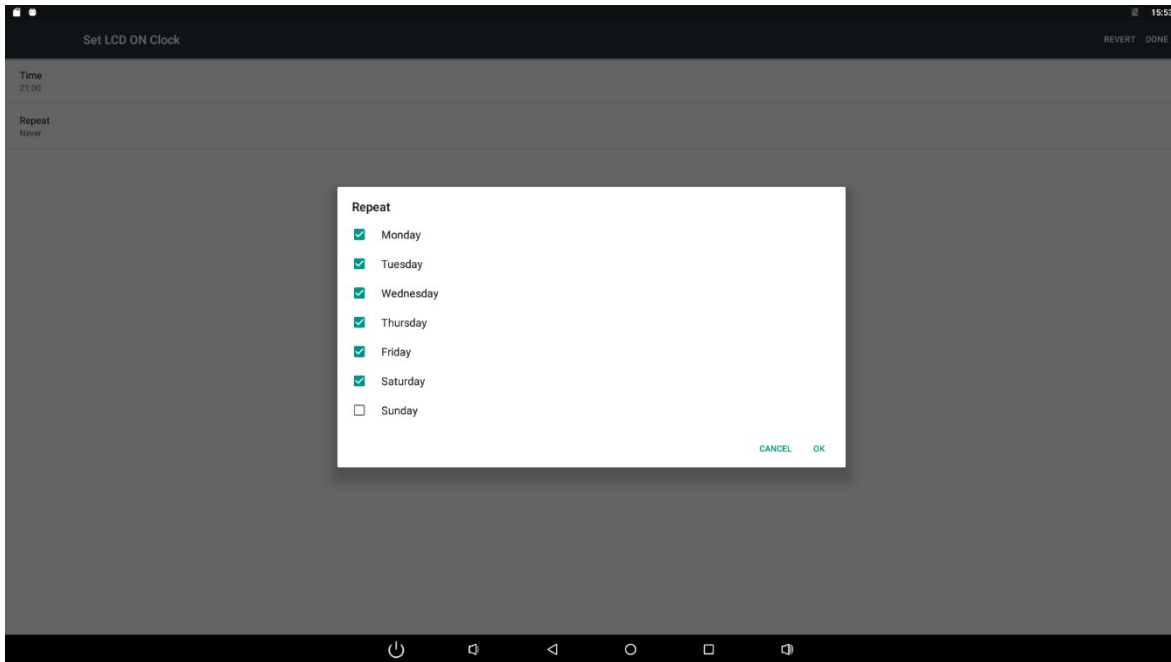 15:53
Set LCD ON Clock
REVERT DONE
Time
21:00
Repeat
Never
Repeat
Monday
Tuesday
Wednesday
Thursday
Friday
Saturday
Sunday
CANCEL OK